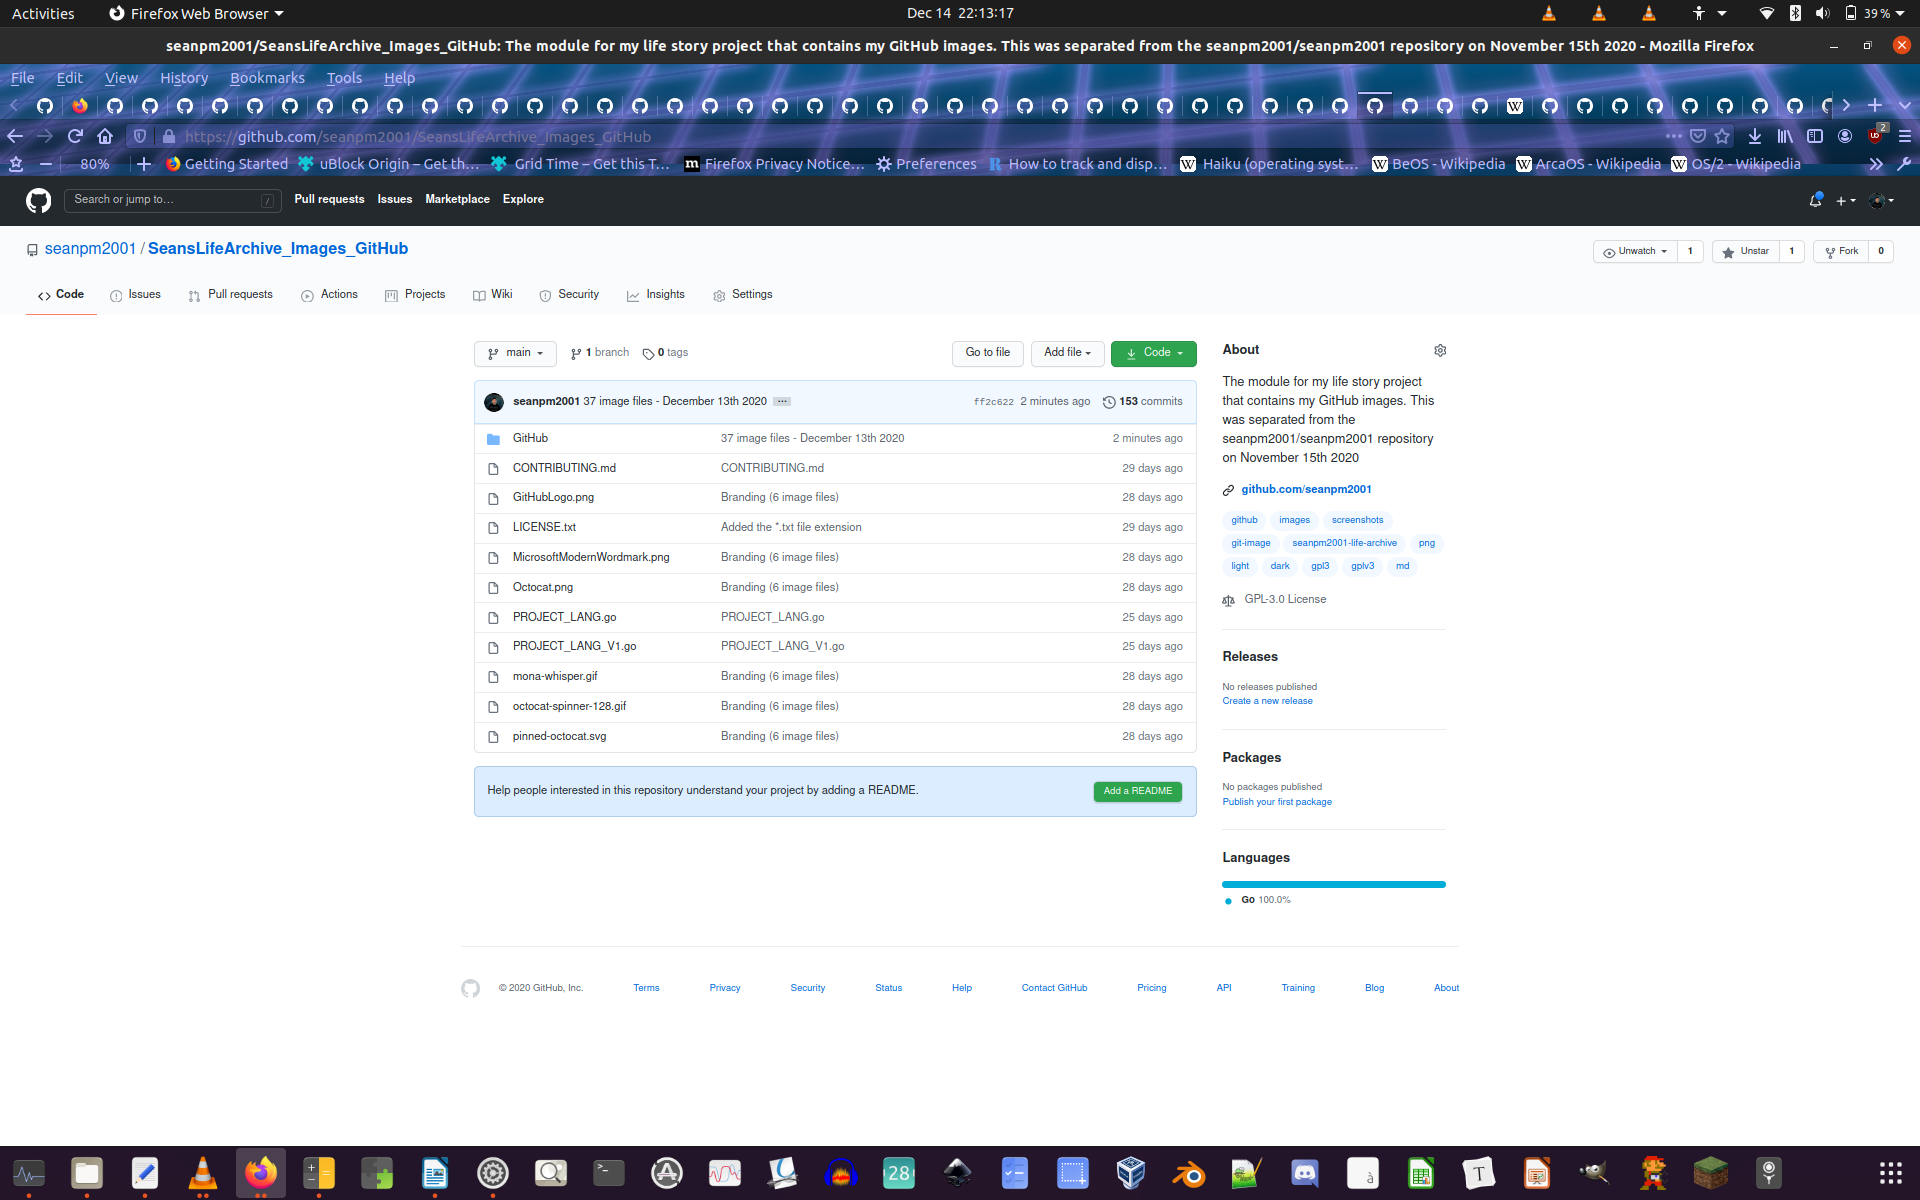 Activities
Firefox Web Browser
Dec 14 22:13:17
39 %
seanpm2001/SeansLifeArchive_Images_GitHub: The module for my life story project that contains my GitHub images. This was separated from the seanpm2001/seanpm2001 repository on November 15th 2020 - Mozilla Firefox
File Edit View History Bookmarks Tools Help
https://github.com/seanpm2001/SeansLifeArchive_Images_GitHub
2
80%
Getting Started
uBlock Origin – Get th…
Grid Time – Get this T…
Firefox Privacy Notice…
Preferences
How to track and disp…
Haiku (operating syst…
BeOS - Wikipedia
ArcaOS - Wikipedia
OS/2 - Wikipedia
Search or jump to…
/
Pull requests Issues Marketplace Explore
seanpm2001 / SeansLifeArchive_Images_GitHub
Unwatch 1
Unstar 1
Fork 0
Code Issues Pull requests Actions Projects Wiki Security Insights Settings
main
1 branch
0 tags
Go to file
Add file
Code
seanpm2001 37 image files - December 13th 2020 ff2c622 2 minutes ago 153 commits
GitHub 37 image files - December 13th 2020 2 minutes ago
CONTRIBUTING.md CONTRIBUTING.md 29 days ago
GitHubLogo.png Branding (6 image files) 28 days ago
LICENSE.txt Added the *.txt file extension 29 days ago
MicrosoftModernWordmark.png Branding (6 image files) 28 days ago
Octocat.png Branding (6 image files) 28 days ago
PROJECT_LANG.go PROJECT_LANG.go 25 days ago
PROJECT_LANG_V1.go PROJECT_LANG_V1.go 25 days ago
mona-whisper.gif Branding (6 image files) 28 days ago
octocat-spinner-128.gif Branding (6 image files) 28 days ago
pinned-octocat.svg Branding (6 image files) 28 days ago
Help people interested in this repository understand your project by adding a README.
Add a README
About
The module for my life story project
that contains my GitHub images. This
was separated from the
seanpm2001/seanpm2001 repository
on November 15th 2020
github.com/seanpm2001
github images screenshots
git-image seanpm2001-life-archive png
light dark gpl3 gplv3 md
GPL-3.0 License
Releases
No releases published
Create a new release
Packages
No packages published
Publish your first package
Languages
Go 100.0%
© 2020 GitHub, Inc. Terms Privacy Security Status Help Contact GitHub Pricing API Training Blog About
28